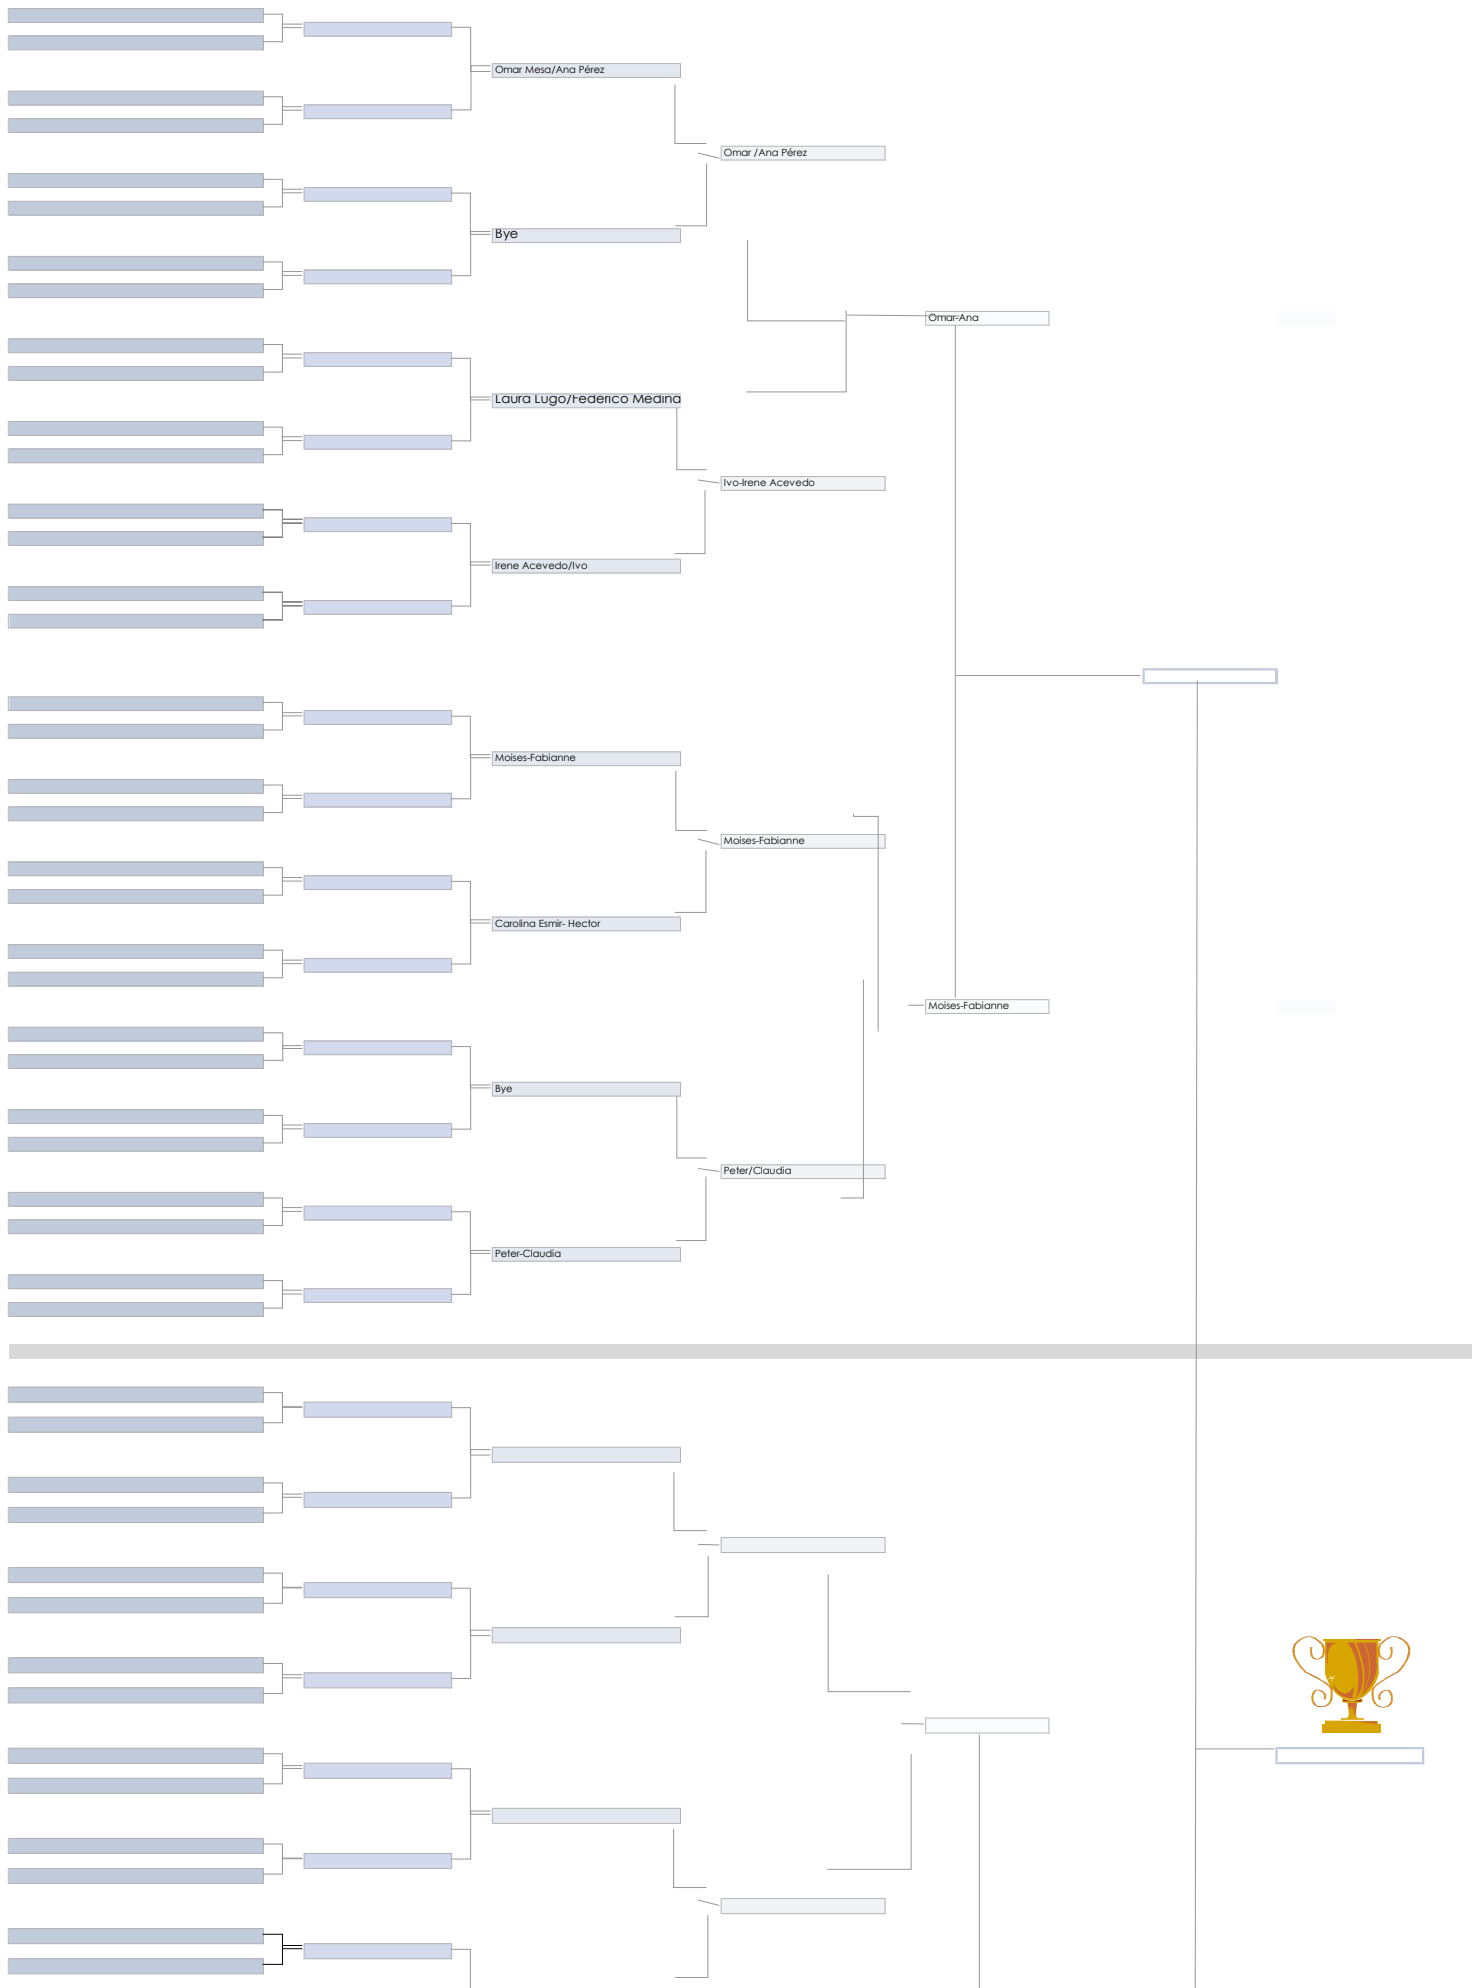 Omar Mesa/Ana Pérez
Omar /Ana Pérez
Bye
Omar-Ana
Laura Lugo/Federico Medina
Ivo-Irene Acevedo
Irene Acevedo/Ivo
Moises-Fabianne
Moises-Fabianne
Carolina Esmir- Hector
Moises-Fabianne
Bye
Peter/Claudia
Peter-Claudia